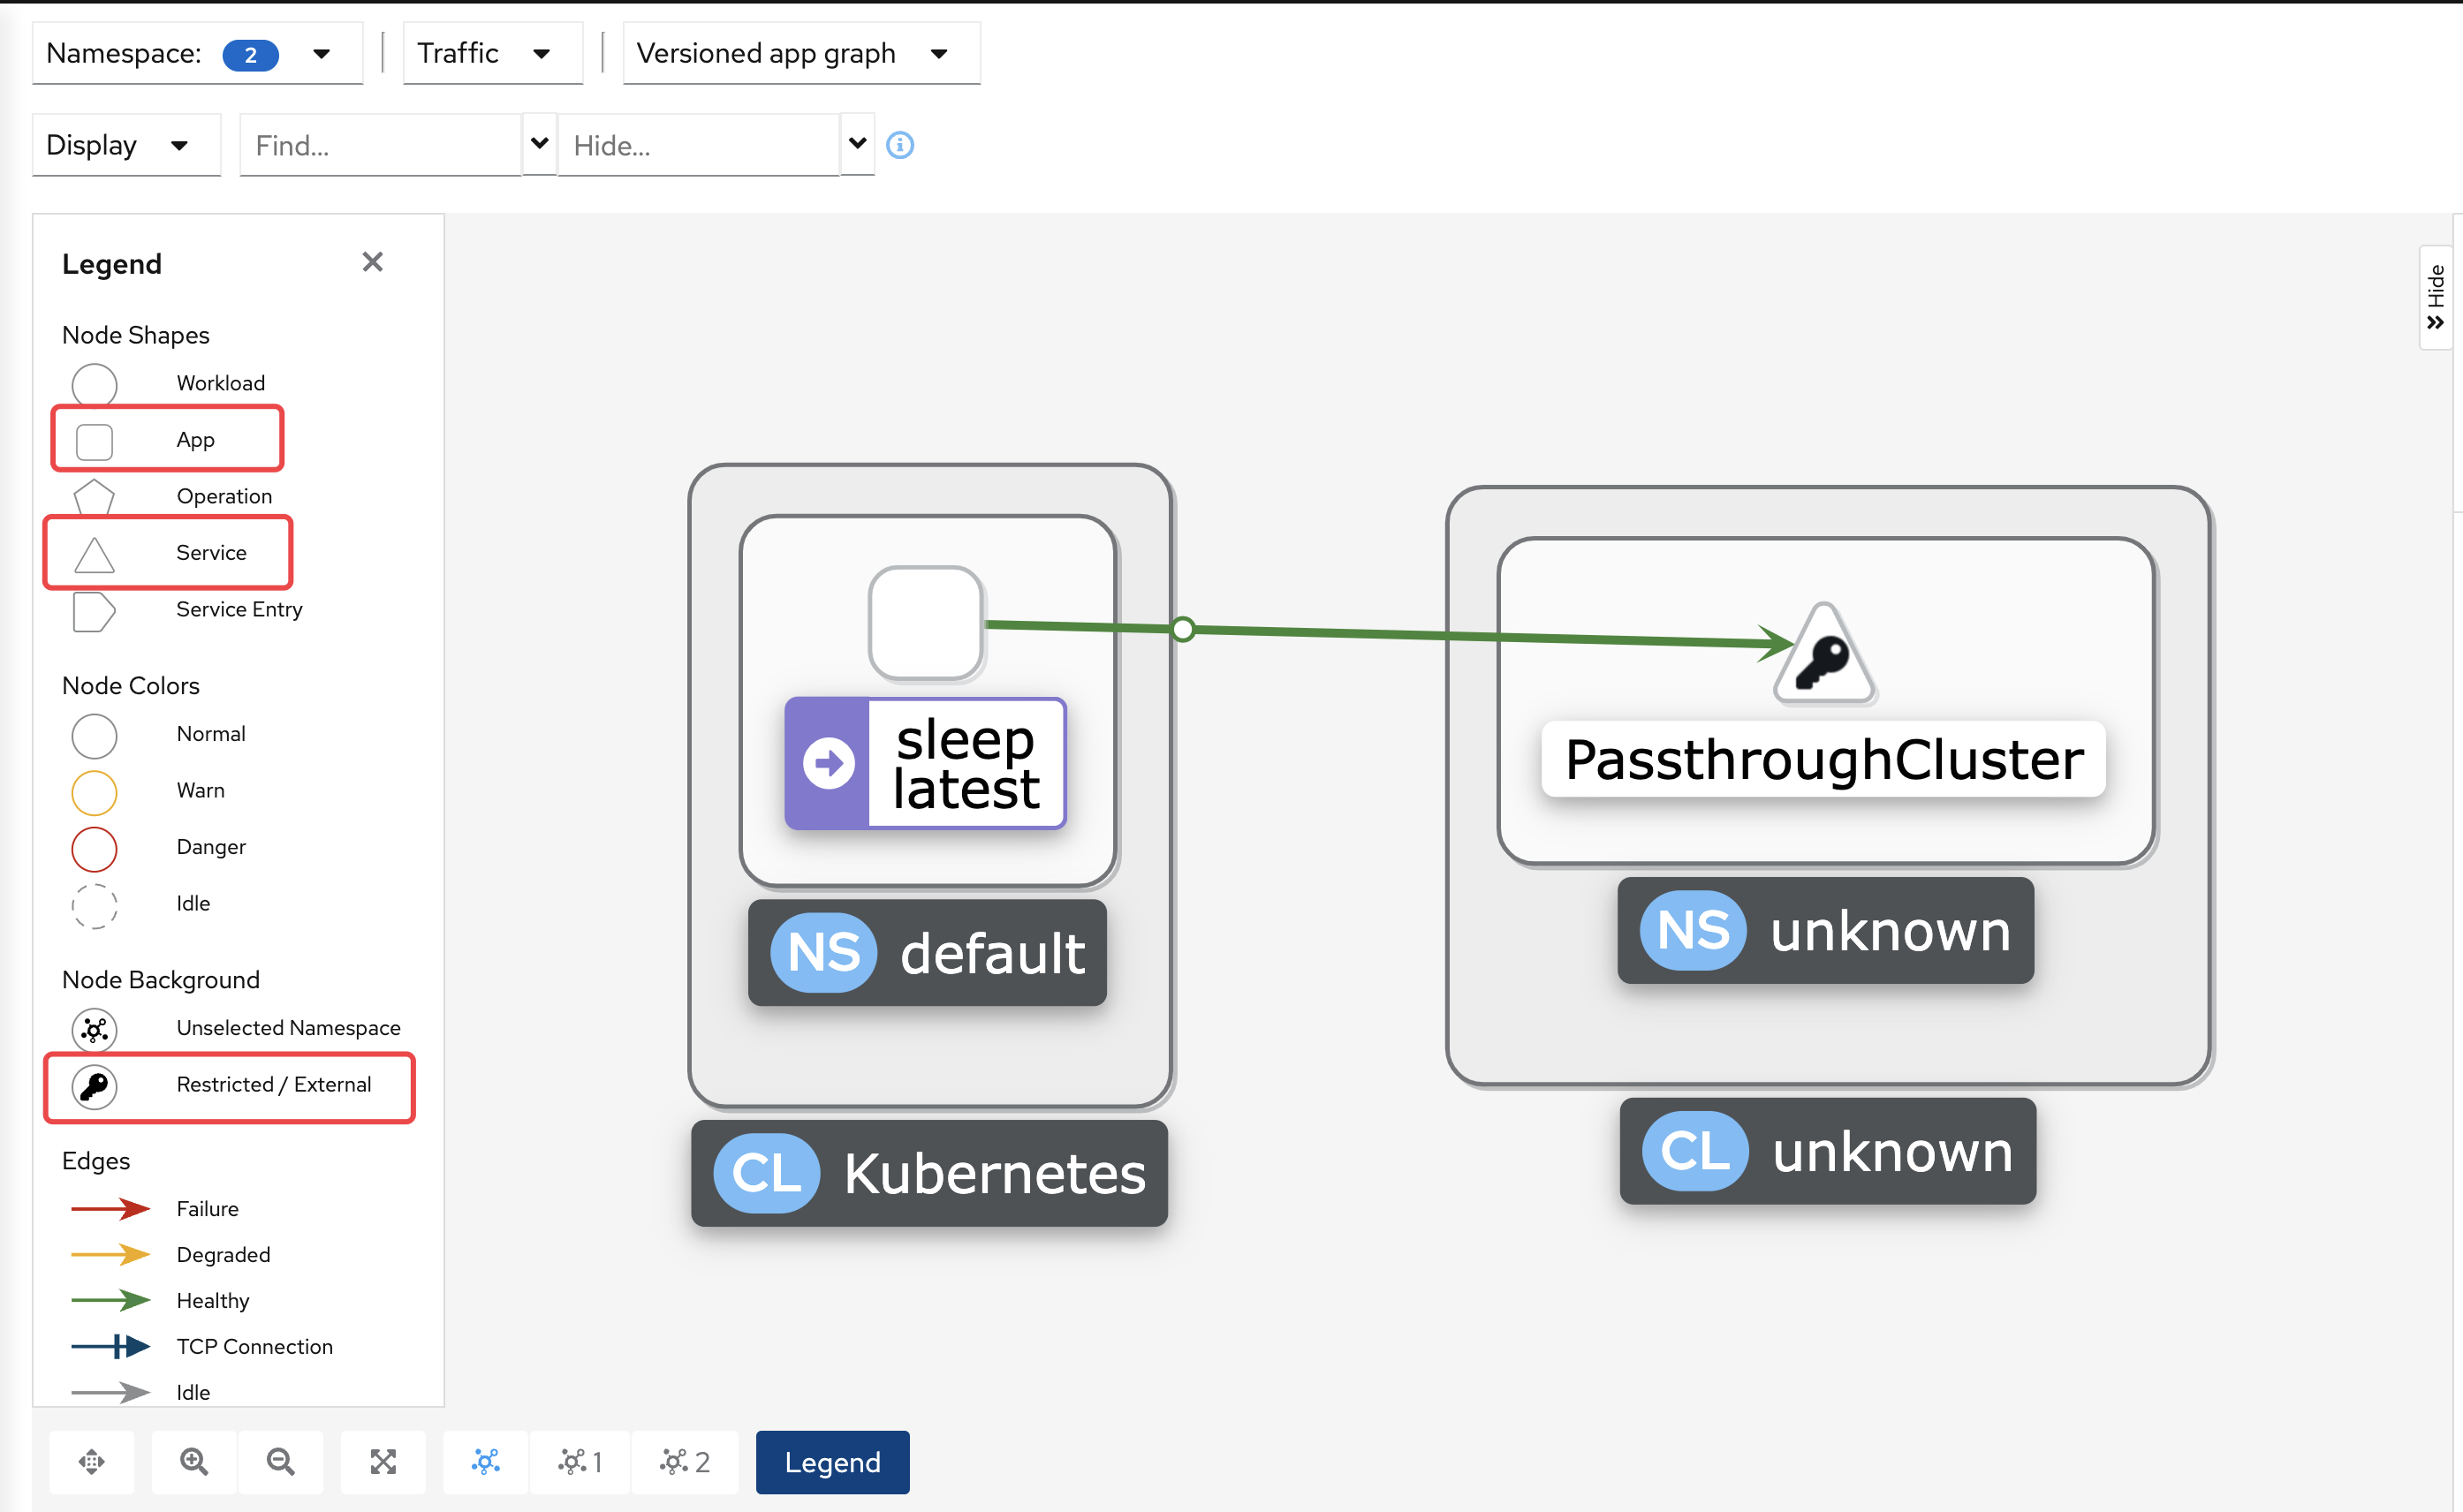 Namespace: 2
Traffic
Versioned app graph
Display
Find...
Hide...
Hide
Legend
Node Shapes
Workload
App
Operation
Service
Service Entry
Node Colors
Normal
Warn
Danger
Idle
Node Background
Unselected Namespace
Restricted / External
Edges
Failure
Degraded
Healthy
TCP Connection
Idle
sleep
latest
NS default
CL Kubernetes
PassthroughCluster
NS unknown
CL unknown
1
2
Legend